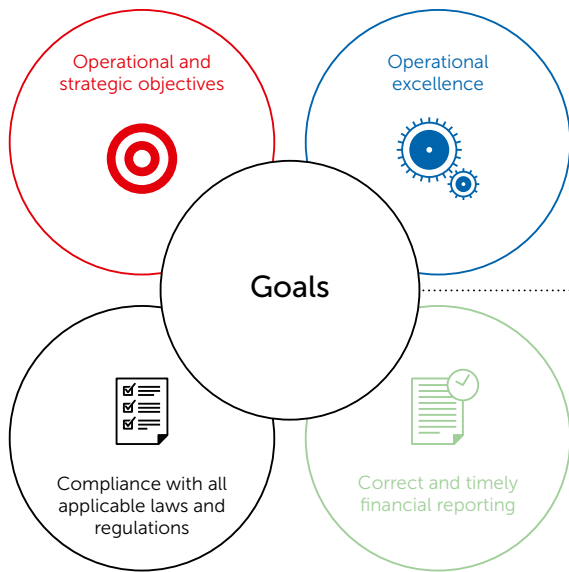 Operational and
strategic objectives
Operational
excellence
Goals
Compliance with all
applicable laws and
regulations
Correct and timely
financial reporting